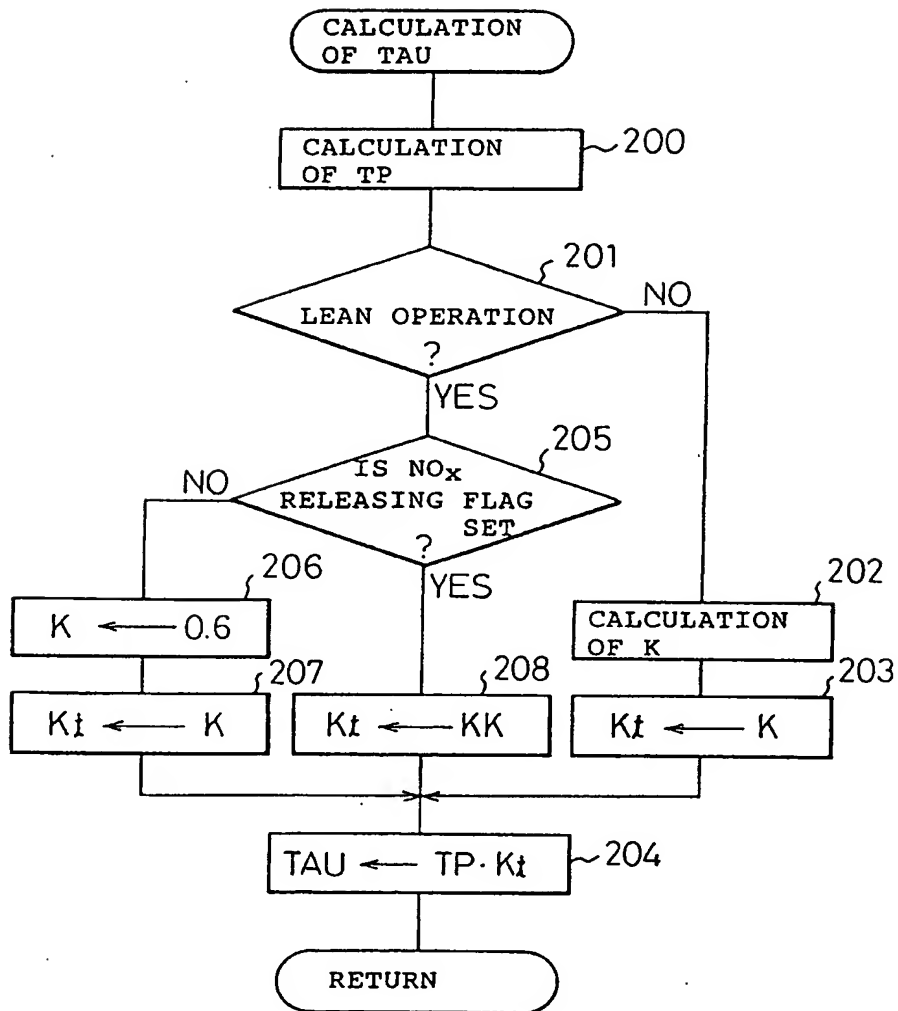 CALCULATION
OF TAU
CALCULATION
OF TP
200
201
LEAN OPERATION
?
NO
YES
205
IS NOx
RELEASING FLAG
SET
?
NO
YES
206
K ← 0.6
207
Kt ← K
208
Kt ← KK
202
CALCULATION
OF K
203
Kt ← K
TAU ← TP·Kt
204
RETURN